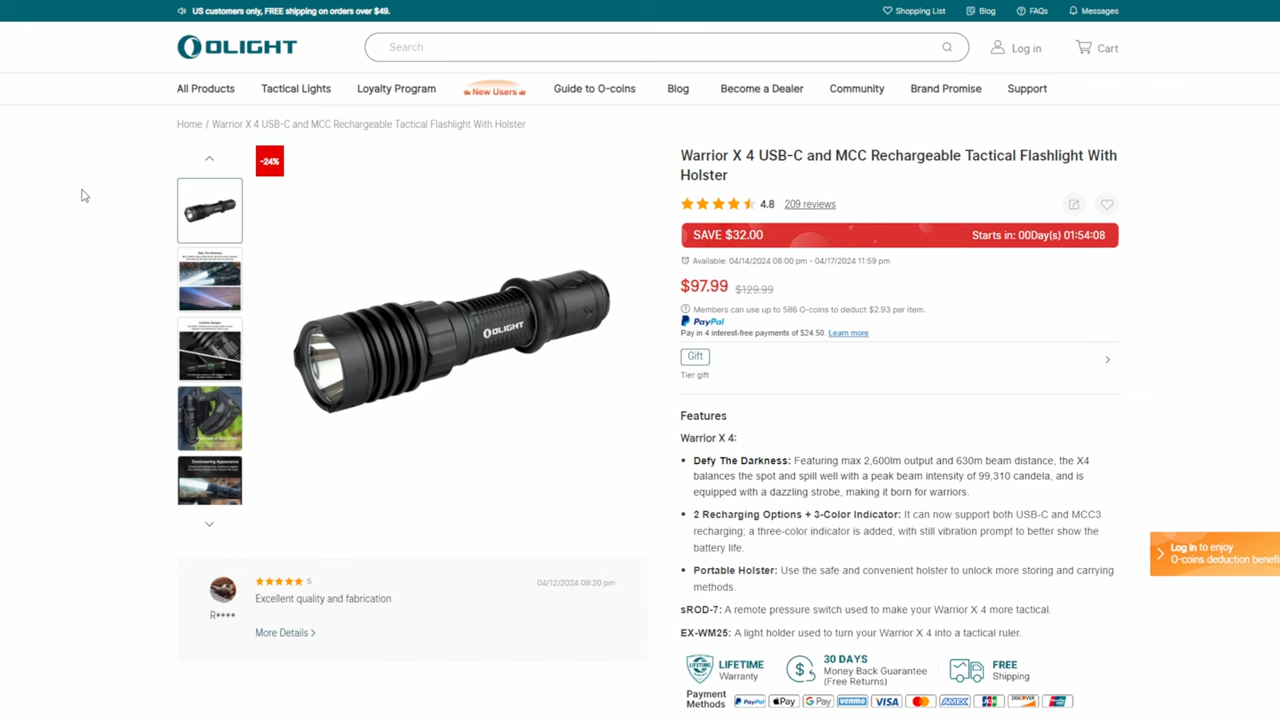 US customers only, FREE shipping on orders over $49.
Shopping List
Blog
FAQs
Messages
OLIGHT
Search
Log in
Cart
All Products
Tactical Lights
Loyalty Program
New Users
Guide to O-coins
Blog
Become a Dealer
Community
Brand Promise
Support
Home / Warrior X 4 USB-C and MCC Rechargeable Tactical Flashlight With Holster
-24%
OLIGHT
Warrior X 4 USB-C and MCC Rechargeable Tactical Flashlight With
Holster
4.8 209 reviews
SAVE $32.00
Starts in: 00Day(s) 01:54:08
Available: 04/14/2024 08:00 pm - 04/17/2024 11:59 pm
$97.99 $129.99
Members can use up to 586 O-coins to deduct $2.93 per item.
PayPal
Pay in 4 interest-free payments of $24.50. Learn more
Gift
Tier gift
Features
Warrior X 4:
• Defy The Darkness: Featuring max 2,600lm output and 630m beam distance, the X4
balances the spot and spill well with a peak beam intensity of 99,310 candela, and is
equipped with a dazzling strobe, making it born for warriors.
• 2 Recharging Options + 3-Color Indicator: It can now support both USB-C and MCC3
recharging; a three-color indicator is added, with still vibration prompt to better show the
battery life.
• Portable Holster: Use the safe and convenient holster to unlock more storing and carrying
methods.
sROD-7: A remote pressure switch used to make your Warrior X 4 more tactical.
EX-WM25: A light holder used to turn your Warrior X 4 into a tactical ruler.
LIFETIME
LIFETIME
Warranty
30 DAYS
Money Back Guarantee
(Free Returns)
FREE
Shipping
Payment
Methods
PayPal
Pay
G Pay
venmo
VISA
AMEX
DISCOVER
5
04/12/2024 09:20 pm
Excellent quality and fabrication
R****
More Details >
Log in to enjoy
O-coins deduction benefi